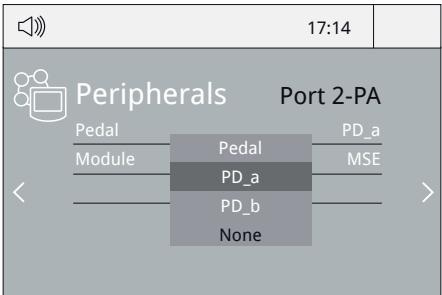 17:14
Peripherals Port 2-PA
Pedal PD_a
Module MSE
Pedal
PD_a
PD_b
None